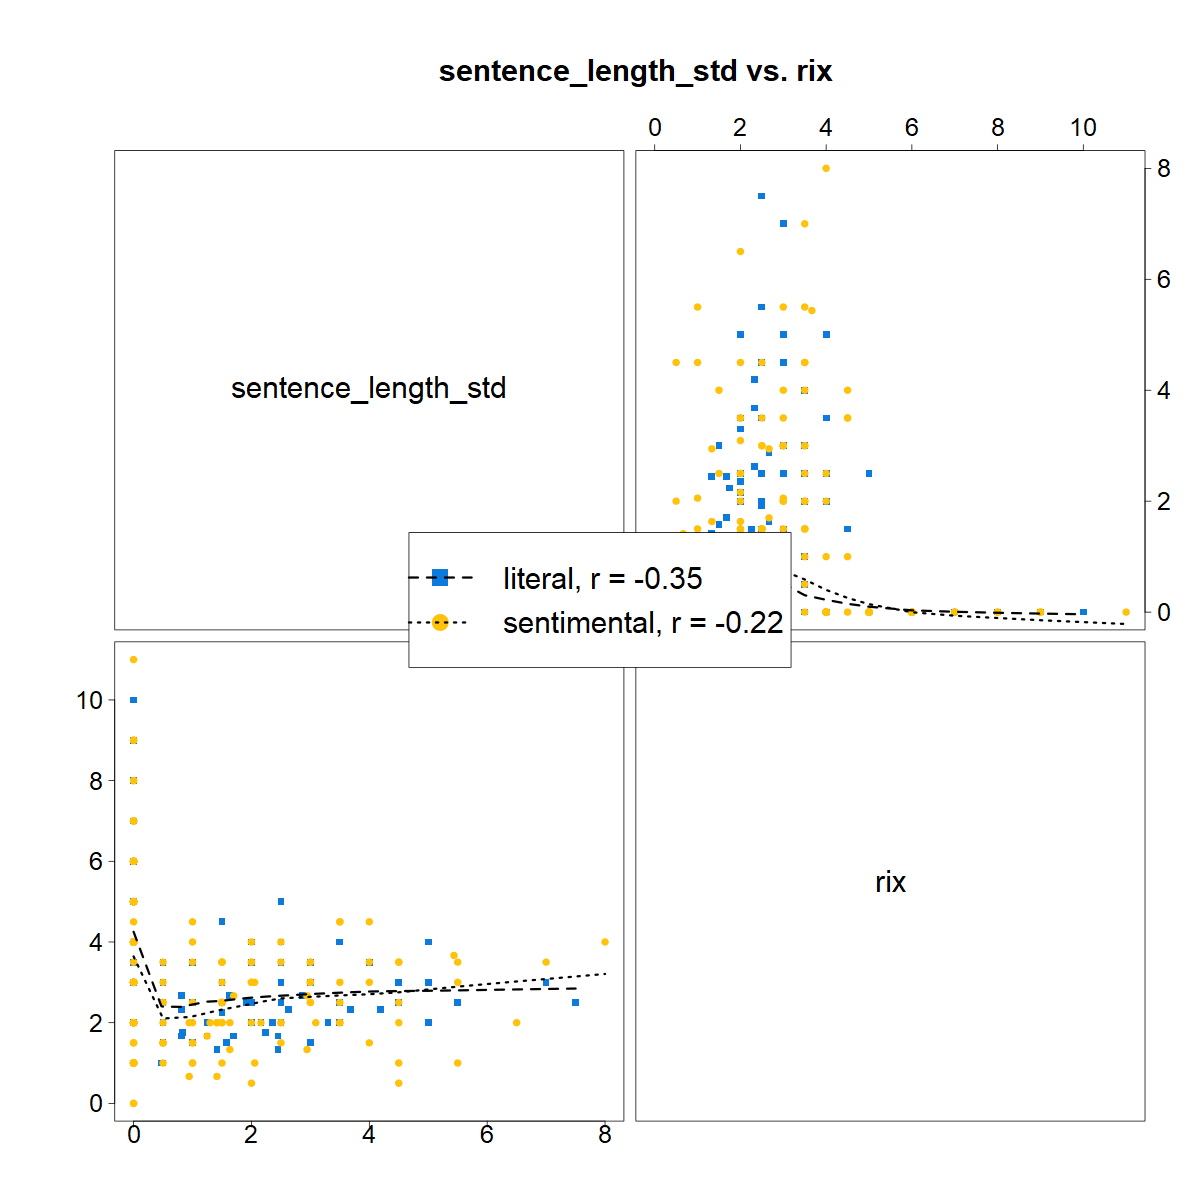 sentence_length_std vs. rix
0 2 4 6 8 10
8
sentence_length_std
6
4
2
literal, r = -0.35
sentimental, r = -0.22
0
10
8
6
rix
4
2
0
0 2 4 6 8